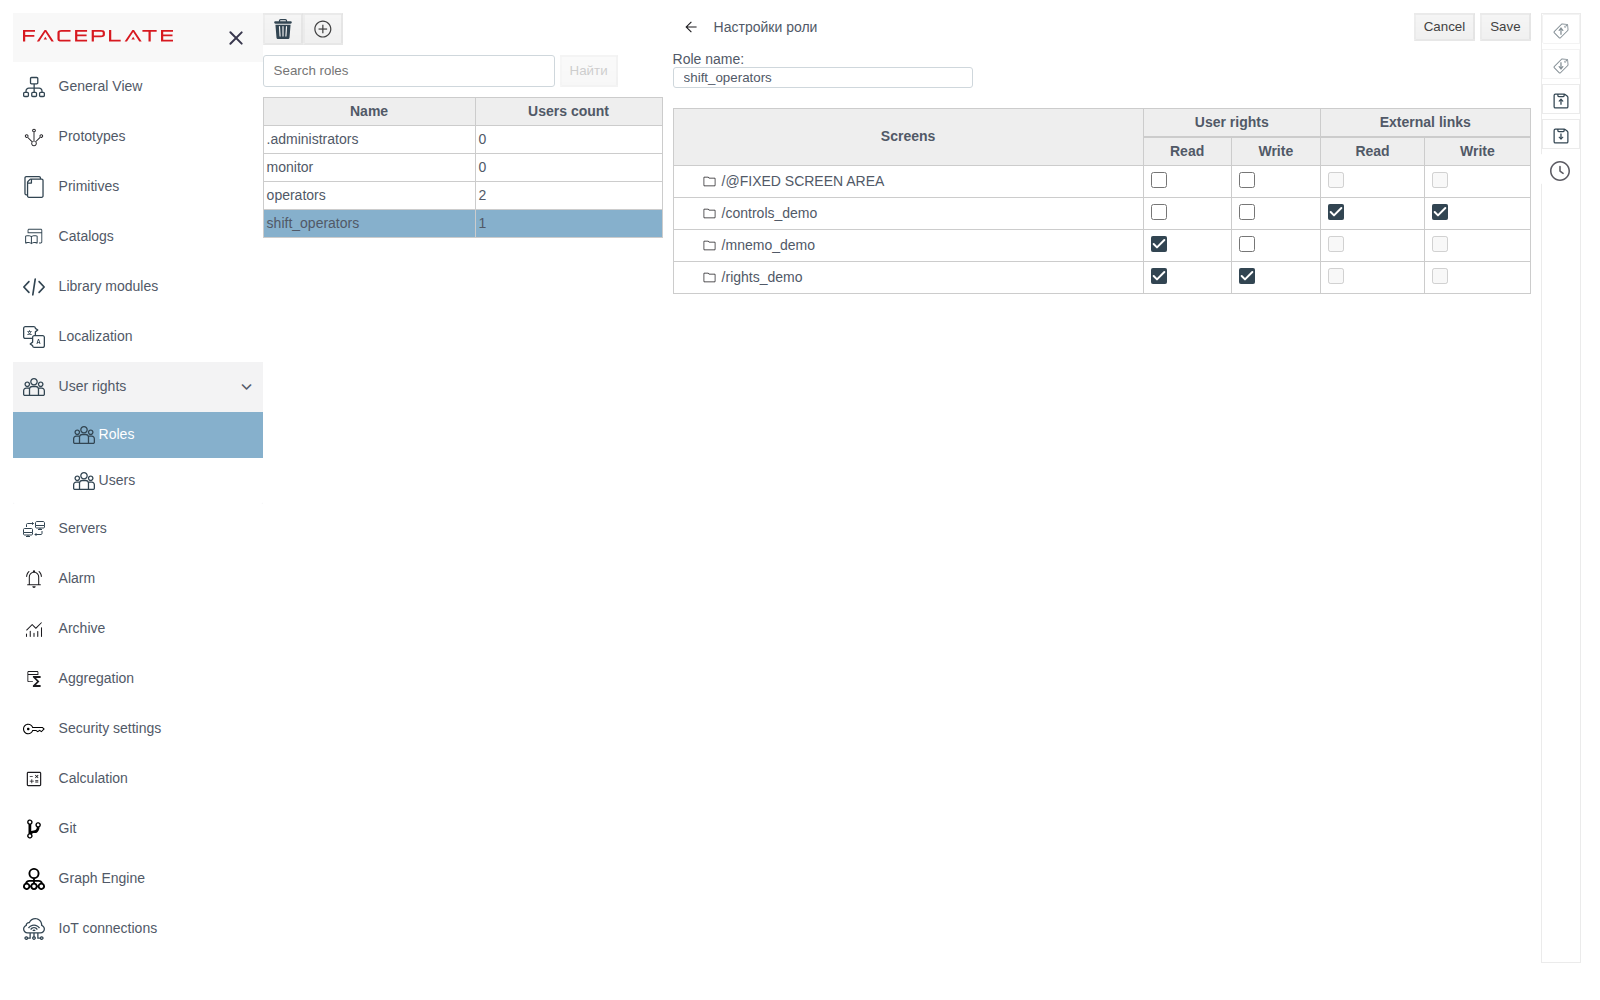 FACEPLATE
General View
Prototypes
Primitives
Catalogs
Library modules
Localization
User rights
Roles
Users
Servers
Alarm
Archive
Aggregation
Security settings
Calculation
Git
Graph Engine
IoT connections
Search roles
Найти
Name Users count
.administrators 0
monitor 0
operators 2
shift_operators 1
Настройки роли
Cancel Save
Role name:
shift_operators
Screens User rights External links
Read Write Read Write
/@FIXED SCREEN AREA
/controls_demo
/mnemo_demo
/rights_demo